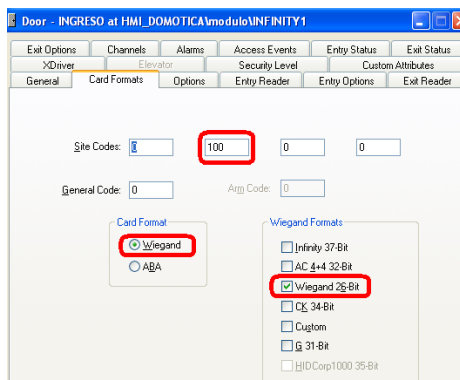 Door - INGRESO at HMI_DOMOTICA\modulo\INFINITY1
Exit Options Channels Alarms Access Events Entry Status Exit Status
XDriver Elevator Security Level Custom Attributes
General Card Formats Options Entry Reader Entry Options Exit Reader
Site Codes: 0 100 0 0
General Code: 0 Arm Code: 0
Card Format Wiegand Formats
Wiegand Infinity 37-Bit
ABA AC 4+4 32-Bit
Wiegand 26-Bit
CK 34-Bit
Custom
G 31-Bit
HIDCorp1000 35-Bit